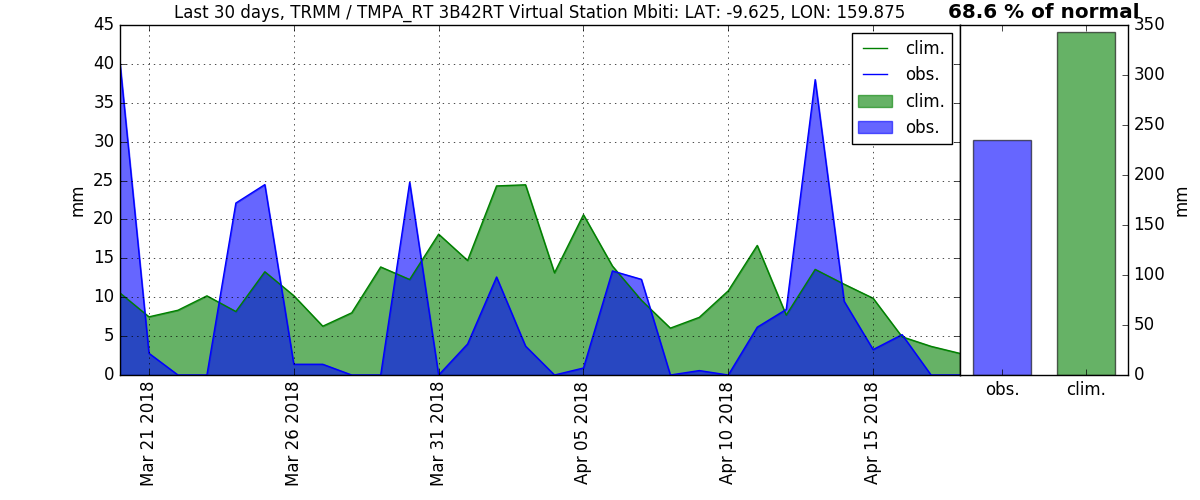 Last 30 days, TRMM / TMPA_RT 3B42RT Virtual Station Mbiti: LAT: -9.625, LON: 159.875
68.6 % of normal
45
40
35
30
25
20
15
10
5
0
mm
clim.
obs.
clim.
obs.
Mar 21 2018
Mar 26 2018
Mar 31 2018
Apr 05 2018
Apr 10 2018
Apr 15 2018
350
300
250
200
150
100
50
0
mm
obs.
clim.